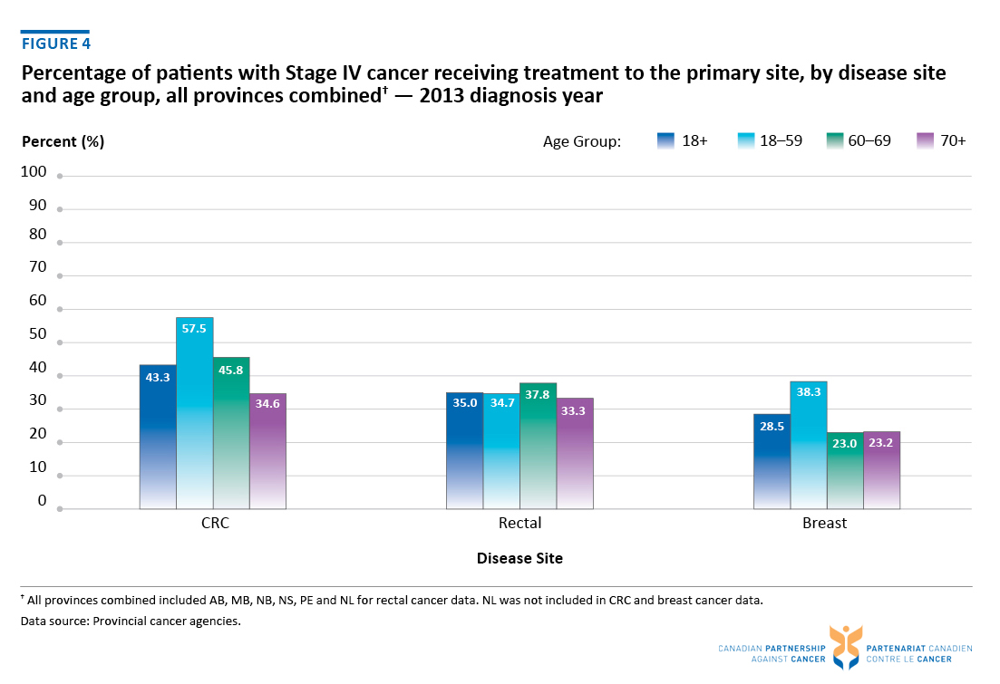 FIGURE 4
Percentage of patients with Stage IV cancer receiving treatment to the primary site, by disease site
and age group, all provinces combined† — 2013 diagnosis year
Percent (%)
Age Group: 18+ 18–59 60–69 70+
100
90
80
70
60
50
40
30
20
10
0
43.3 57.5 45.8 34.6
35.0 34.7 37.8 33.3
28.5 38.3 23.0 23.2
CRC Rectal Breast
Disease Site
† All provinces combined included AB, MB, NB, NS, PE and NL for rectal cancer data. NL was not included in CRC and breast cancer data.
Data source: Provincial cancer agencies.
CANADIAN PARTNERSHIP
AGAINST CANCER
PARTENARIAT CANADIEN
CONTRE LE CANCER